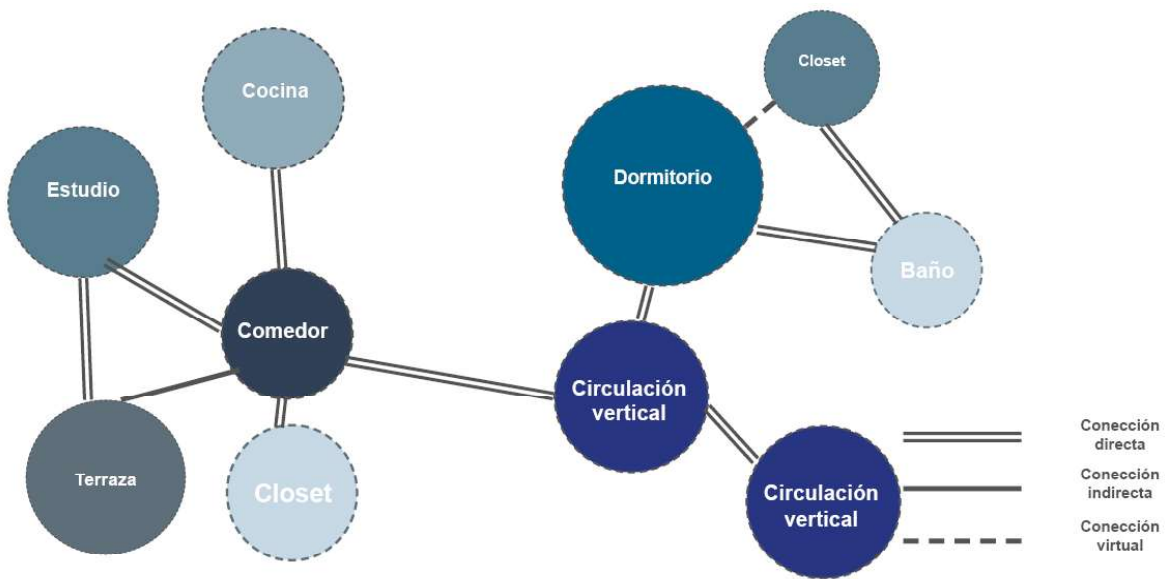 Cocina
Closet
Dormitorio
Estudio
Baño
Comedor
Circulación
vertical
Terraza
Closet
Circulación
vertical
Conección
directa
Conección
indirecta
Conección
virtual